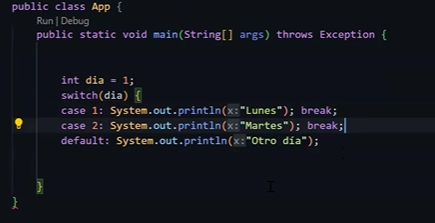 public class App {
Run | Debug
public static void main(String[] args) throws Exception {
int dia = 1;
switch(dia) {
case 1: System.out.println(x:"Lunes"); break;
case 2: System.out.println(x:"Martes"); break;
default: System.out.println(x:"Otro día");
}
}